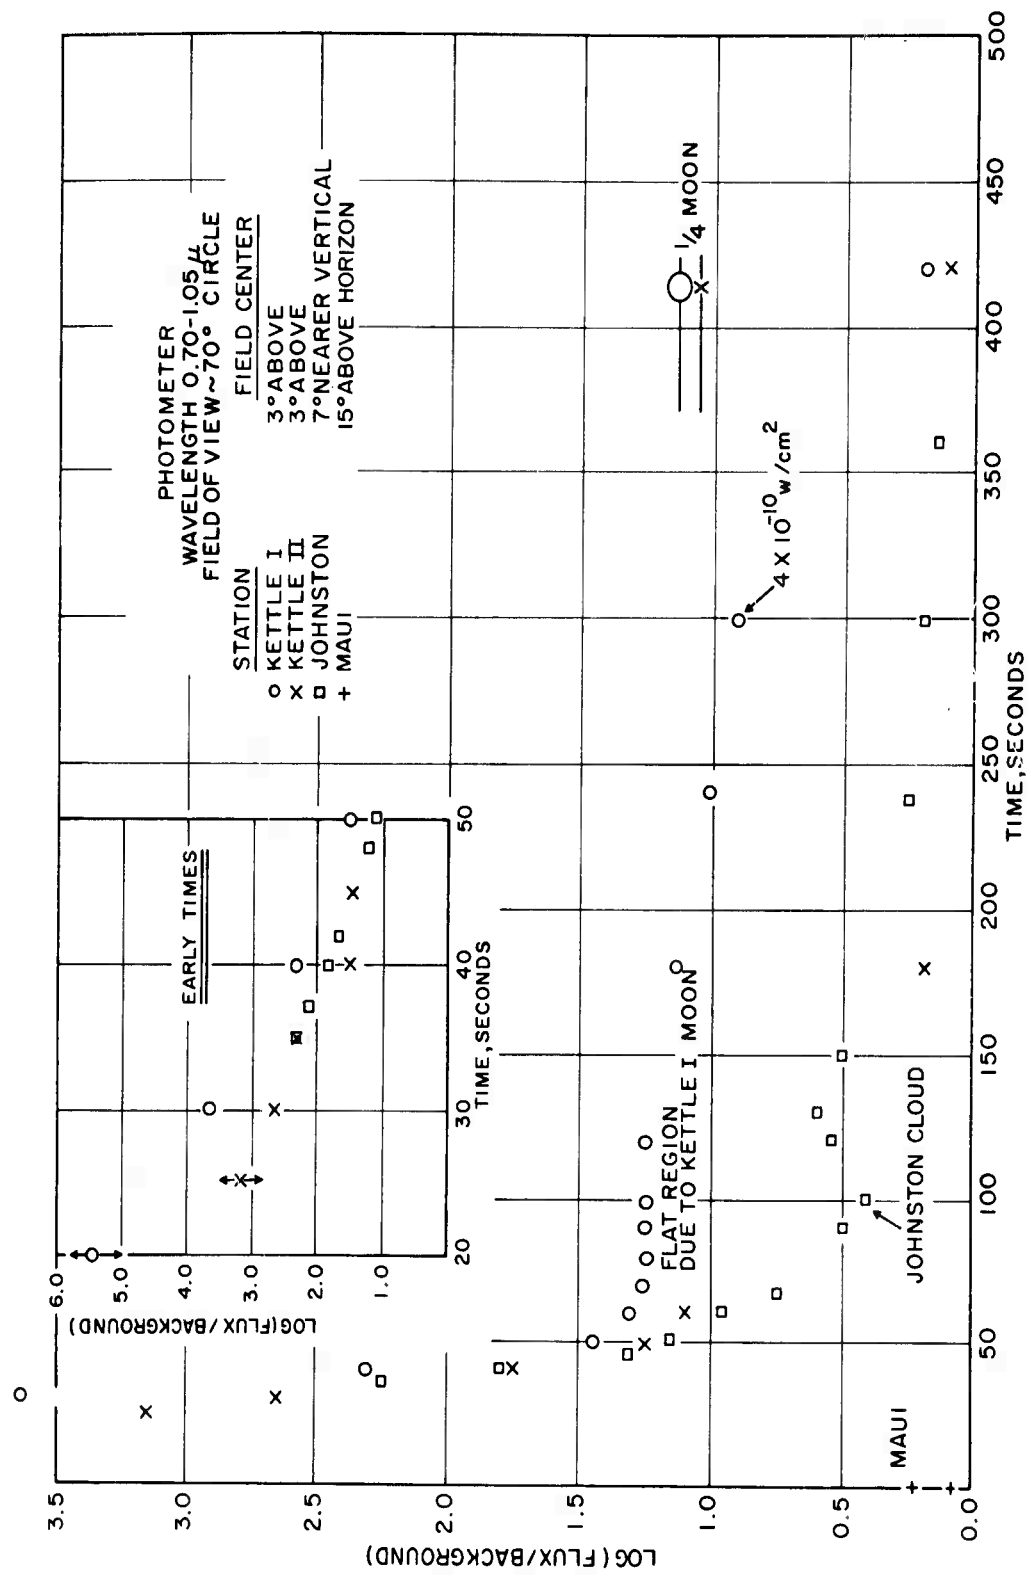 PHOTOMETER
WAVELENGTH 0.70-1.05 μ
FIELD OF VIEW ~70° CIRCLE
STATION FIELD CENTER
O KETTLE I 3° ABOVE
X KETTLE II 3° ABOVE
□ JOHNSTON 7° NEARER VERTICAL
+ MAUI 15° ABOVE HORIZON
EARLY TIMES
LOG (FLUX/BACKGROUND)
6.0
5.0
4.0
3.0
2.0
1.0
20 30 40 50
TIME, SECONDS
LOG (FLUX/BACKGROUND)
3.5
3.0
2.5
2.0
1.5
1.0
0.5
0.0
FLAT REGION
DUE TO KETTLE I MOON
1/4 MOON
4 X 10⁻¹⁰ w/cm²
JOHNSTON CLOUD
MAUI
50 100 150 200 250 300 350 400 450 500
TIME, SECONDS